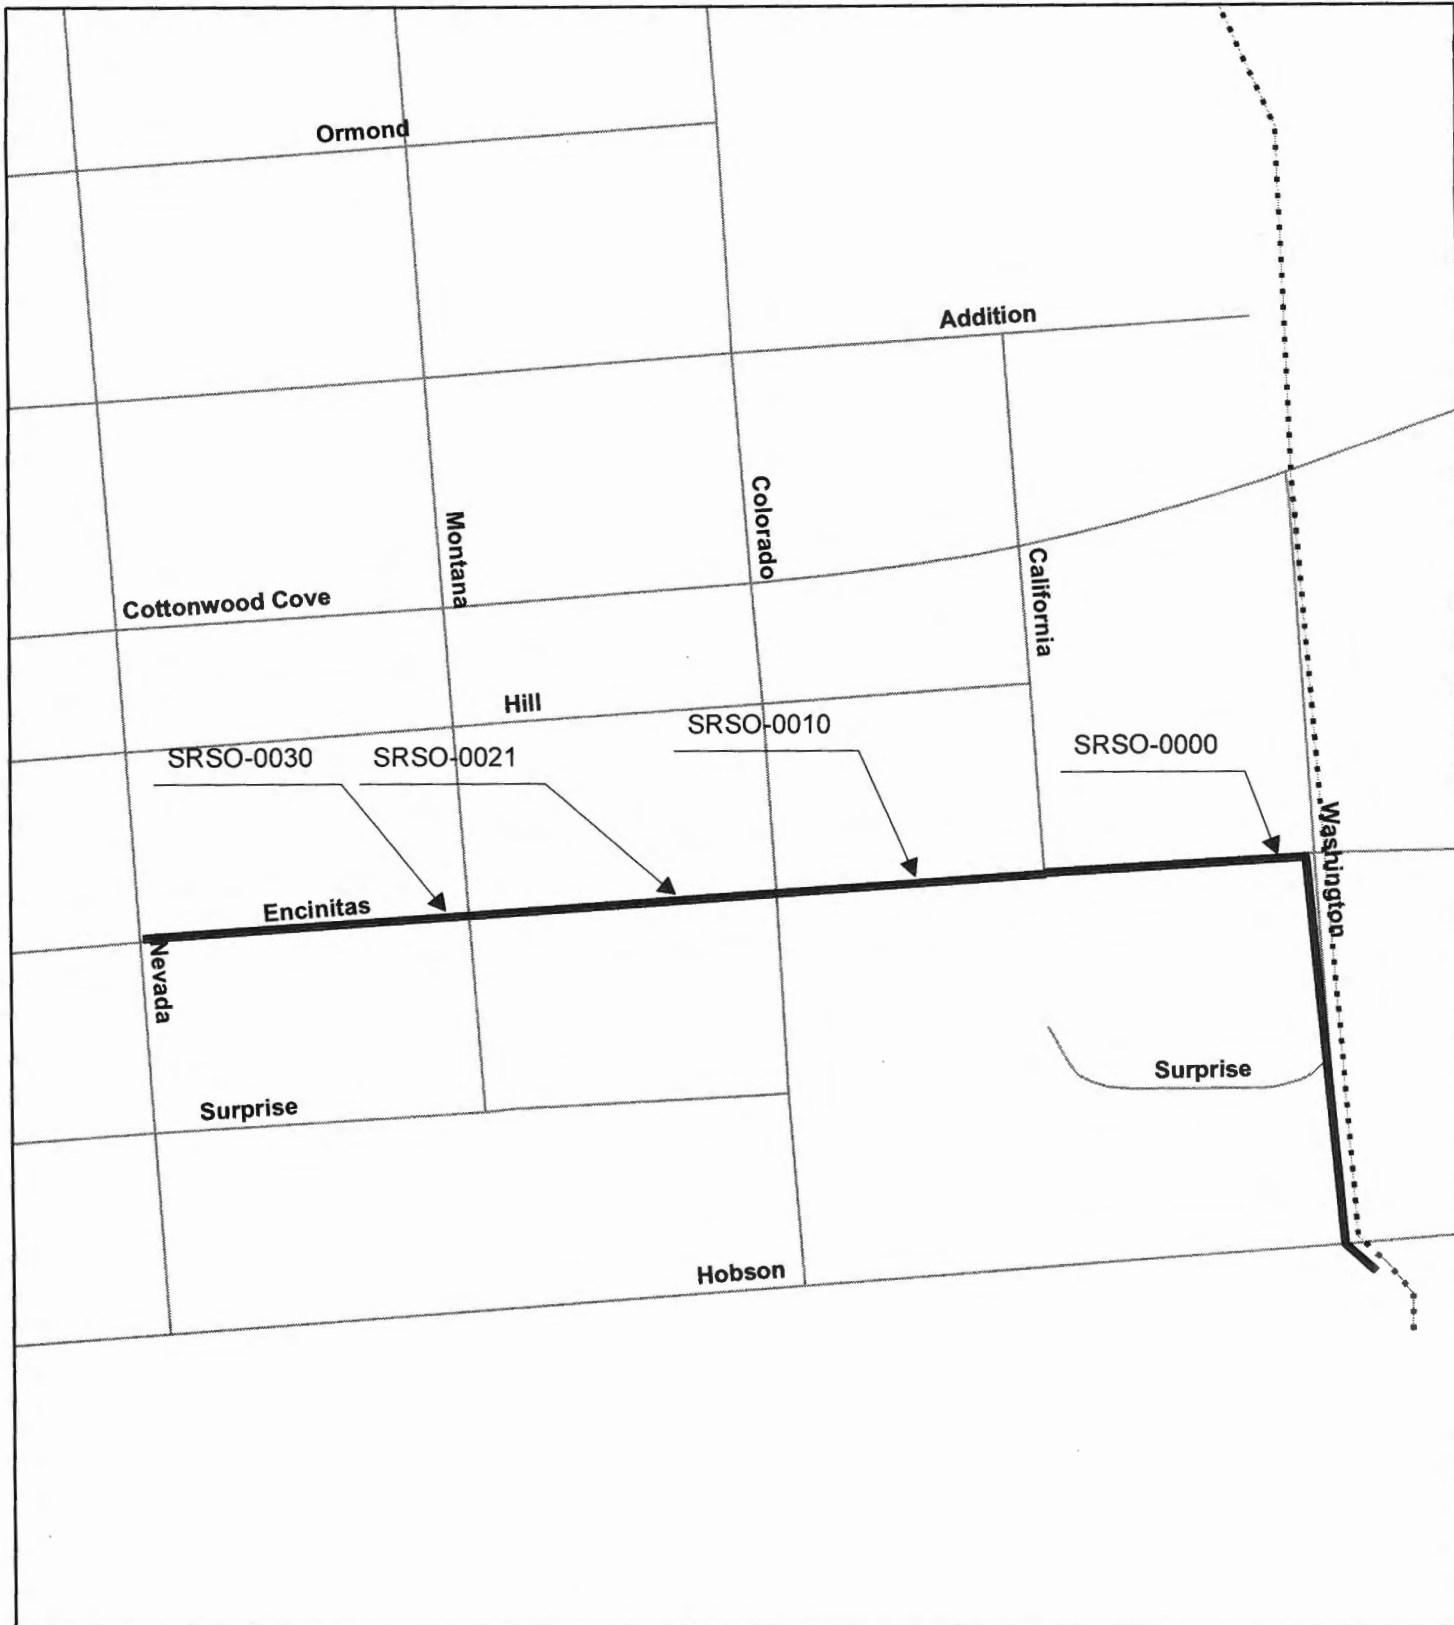 Ormond
Addition
Colorado
Montana
California
Cottonwood Cove
Hill
SRSO-0010
SRSO-0000
SRSO-0030
SRSO-0021
Washington
Encinitas
Nevada
Surprise
Surprise
Hobson